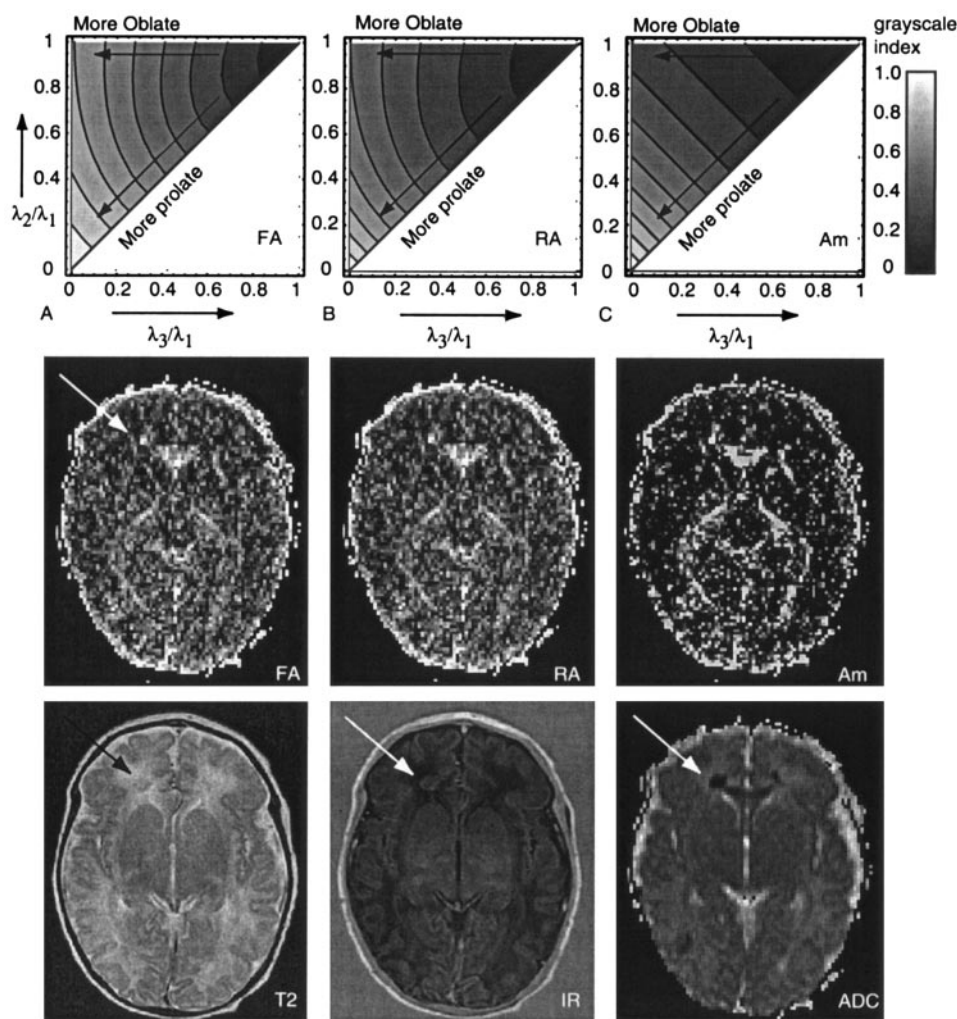 More Oblate
More Oblate
More Oblate
grayscale
index
1
0.8
0.6
0.4
0.2
0
λ2/λ1
More prolate
FA
0 0.2 0.4 0.6 0.8 1
A
λ3/λ1
1
0.8
0.6
0.4
0.2
0
More prolate
RA
0 0.2 0.4 0.6 0.8 1
B
λ3/λ1
1
0.8
0.6
0.4
0.2
0
More prolate
Am
0 0.2 0.4 0.6 0.8 1
C
λ3/λ1
1.0
0.8
0.6
0.4
0.2
0
FA
RA
Am
T2
IR
ADC